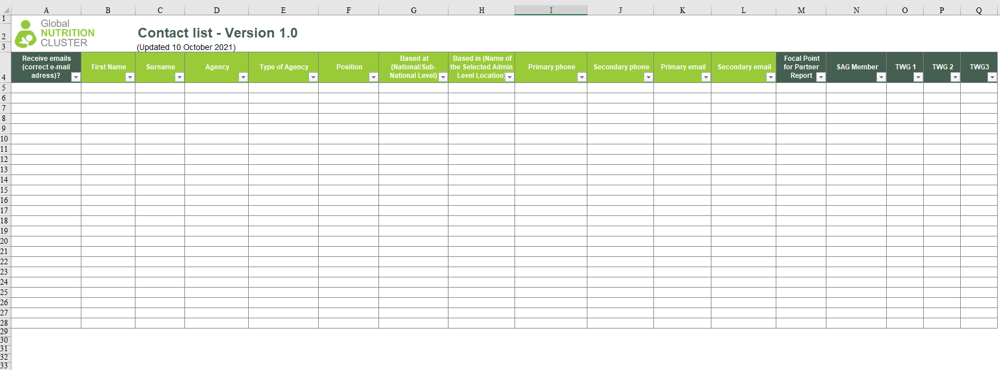 A B C D E F G H I J K L M N O P Q
1
Global
NUTRITION
CLUSTER
2
Contact list - Version 1.0
3
(Updated 10 October 2021)
4
Receive emails
(correct e-mail
adress)?
First Name
Surname
Agency
Type of Agency
Position
Based at
(National/Sub-
National Level)
Based in (Name of
the Selected Admin
Level Location)
Primary phone
Secondary phone
Primary email
Secondary email
Focal Point
for Partner
Report
SAG Member
TWG 1
TWG 2
TWG3
5
6
7
8
9
10
11
12
13
14
15
16
17
18
19
20
21
22
23
24
25
26
27
28
29
30
31
32
33